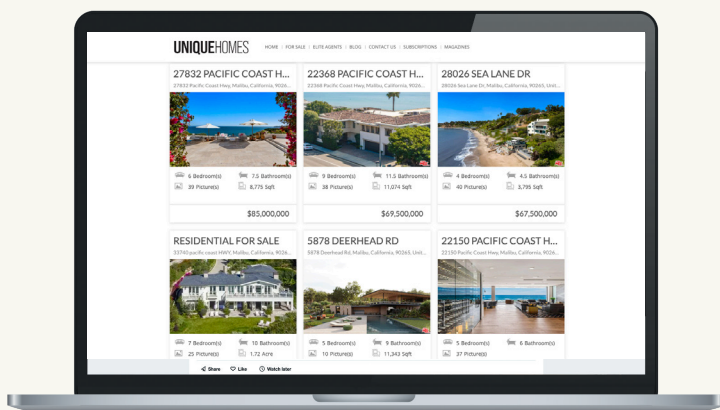 UNIQUEHOMES HOME | FOR SALE | ELITE AGENTS | BLOG | CONTACT US | SUBSCRIPTIONS | MAGAZINES
27832 PACIFIC COAST H... 22368 PACIFIC COAST H... 28026 SEA LANE DR
27832 Pacific Coast Hwy, Malibu, California, 9026... 22368 Pacific Coast Hwy, Malibu, California, 9026... 28026 Sea Lane Dr, Malibu, California, 90265, Unit...
6 Bedroom(s) 7.5 Bathroom(s) 9 Bedroom(s) 11.5 Bathroom(s) 4 Bedroom(s) 4.5 Bathroom(s)
39 Picture(s) 8,775 Sqft 38 Picture(s) 11,074 Sqft 40 Picture(s) 3,795 Sqft
$85,000,000 $69,500,000 $67,500,000
RESIDENTIAL FOR SALE 5878 DEERHEAD RD 22150 PACIFIC COAST H...
33740 pacific coast HWY, Malibu, California, 9026... 5878 Deerhead Rd, Malibu, California, 90265, Unit... 22150 Pacific Coast Hwy, Malibu, California, 9026...
7 Bedroom(s) 10 Bathroom(s) 5 Bedroom(s) 9 Bathroom(s) 5 Bedroom(s) 6 Bathroom(s)
25 Picture(s) 1.72 Acre 10 Picture(s) 11,343 Sqft 37 Picture(s)
Share Like Watch later